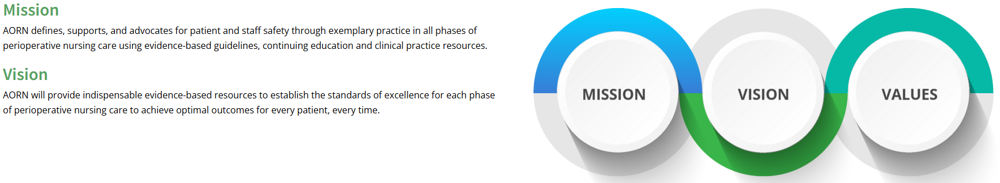 Mission
AORN defines, supports, and advocates for patient and staff safety through exemplary practice in all phases of
perioperative nursing care using evidence-based guidelines, continuing education and clinical practice resources.
Vision
AORN will provide indispensable evidence-based resources to establish the standards of excellence for each phase
of perioperative nursing care to achieve optimal outcomes for every patient, every time.
MISSION
VISION
VALUES